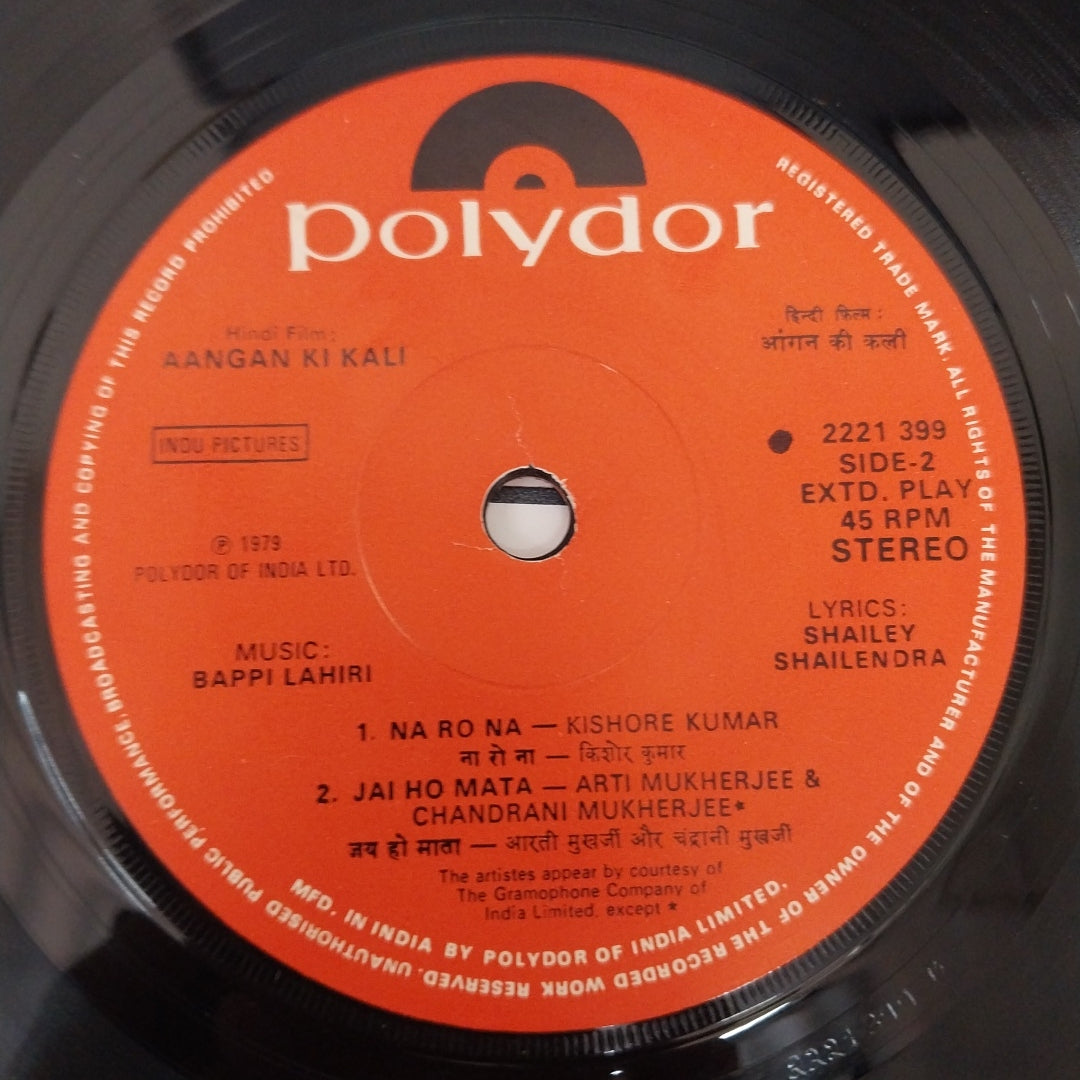 polydor
Hindi Film:
AANGAN KI KALI
हिन्दी फिल्म :
आंगन की कली
INDU PICTURES
2221 399
SIDE-2
EXTD. PLAY
45 RPM
STEREO
Ⓟ 1979
POLYDOR OF INDIA LTD.
MUSIC:
BAPPI LAHIRI
LYRICS:
SHAILEY
SHAILENDRA
1. NA RO NA — KISHORE KUMAR
ना रो ना — किशोर कुमार
2. JAI HO MATA — ARTI MUKHERJEE &
CHANDRANI MUKHERJEE*
जय हो माता — आरती मुखर्जी और चंद्रानी मुखर्जी
The artistes appear by courtesy of
The Gramophone Company of
India Limited, except *
MFD. IN INDIA BY POLYDOR OF INDIA LIMITED.
REGISTERED TRADE MARK. ALL RIGHTS OF THE MANUFACTURER AND OF THE OWNER OF THE RECORDED WORK RESERVED. UNAUTHORISED PUBLIC PERFORMANCE, BROADCASTING AND COPYING OF THIS RECORD PROHIBITED